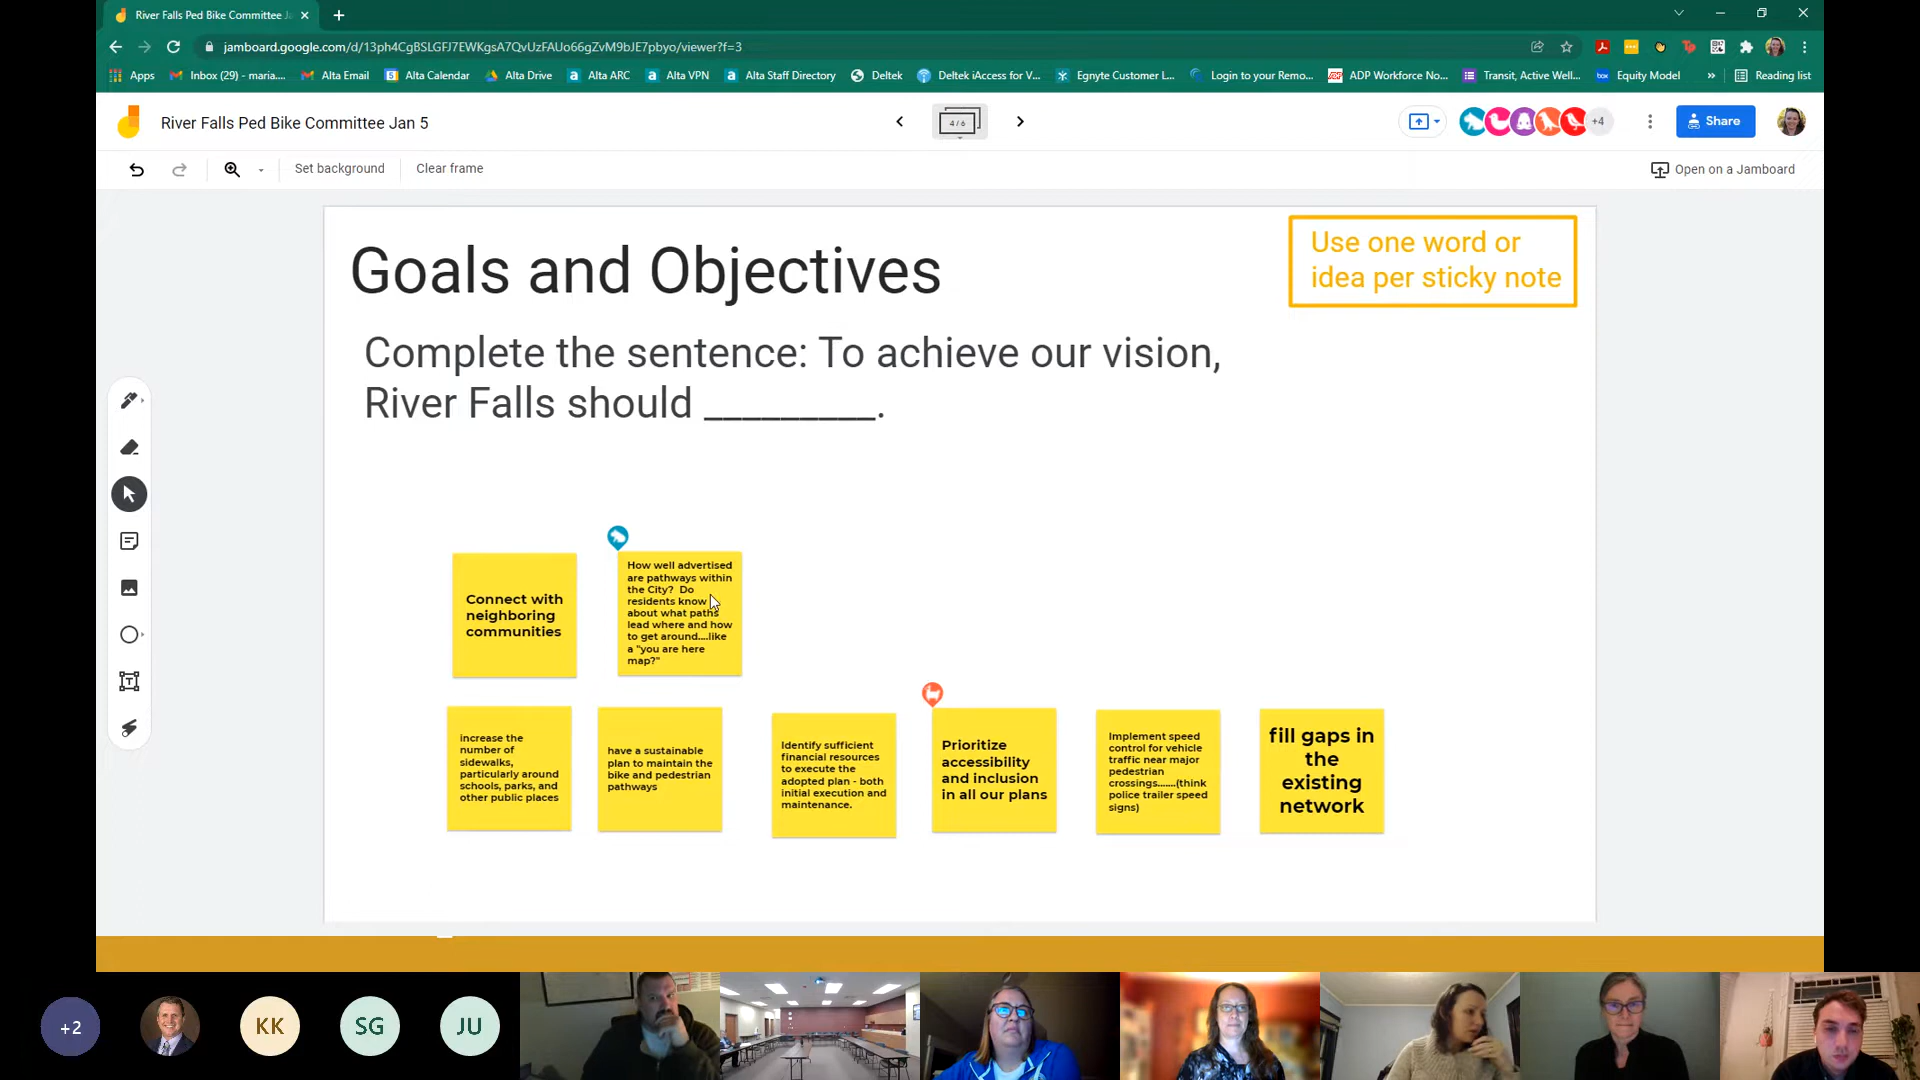 River Falls Ped Bike Committee Ja
jamboard.google.com/d/13ph4CgBSLGFJ7EWKgsA7QvUzFAUo66gZvM9bJE7pbyo/viewer?f=3
Apps Inbox (29) - maria.... Alta Email Alta Calendar Alta Drive Alta ARC Alta VPN Alta Staff Directory Deltek Deltek iAccess for V... Egnyte Customer L... Login to your Remo... ADP Workforce No... Transit, Active Well... Equity Model » Reading list
River Falls Ped Bike Committee Jan 5
4 / 6
+4
Share
Set background
Clear frame
Open on a Jamboard
Goals and Objectives
Use one word or
idea per sticky note
Complete the sentence: To achieve our vision,
River Falls should _________.
Connect with
neighboring
communities
How well advertised
are pathways within
the City? Do
residents know
about what paths
lead where and how
to get around....like
a "you are here
map?"
increase the
number of
sidewalks,
particularly around
schools, parks, and
other public places
have a sustainable
plan to maintain the
bike and pedestrian
pathways
Identify sufficient
financial resources
to execute the
adopted plan - both
initial execution and
maintenance.
Prioritize
accessibility
and inclusion
in all our plans
Implement speed
control for vehicle
traffic near major
pedestrian
crossings.......(think
police trailer speed
signs)
fill gaps in
the
existing
network
+2
KK
SG
JU